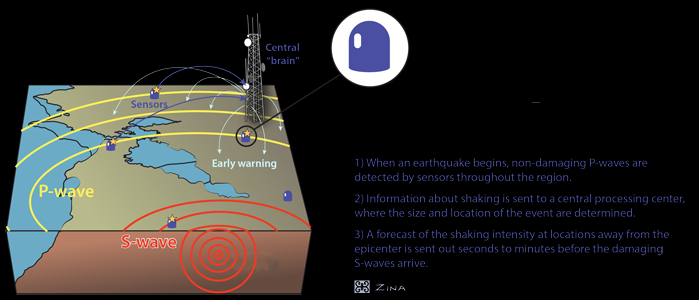 Central
"brain"
Sensors
Early warning
P-wave
S-wave
1) When an earthquake begins, non-damaging P-waves are
detected by sensors throughout the region.
2) Information about shaking is sent to a central processing center,
where the size and location of the event are determined.
3) A forecast of the shaking intensity at locations away from the
epicenter is sent out seconds to minutes before the damaging
S-waves arrive.
ZINA